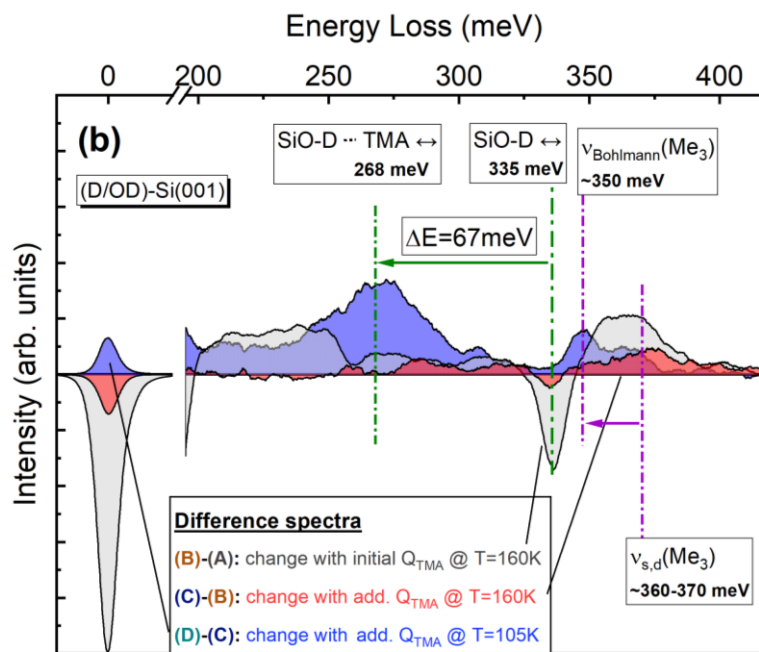 Energy Loss (meV)
0 200 250 300 350 400
(b)
SiO-D ··· TMA ↔
268 meV
SiO-D ↔
335 meV
νBohlmann(Me3)
~350 meV
(D/OD)-Si(001)
ΔE=67meV
Intensity (arb. units)
Difference spectra
(B)-(A): change with initial QTMA @ T=160K
(C)-(B): change with add. QTMA @ T=160K
(D)-(C): change with add. QTMA @ T=105K
νs,d(Me3)
~360-370 meV